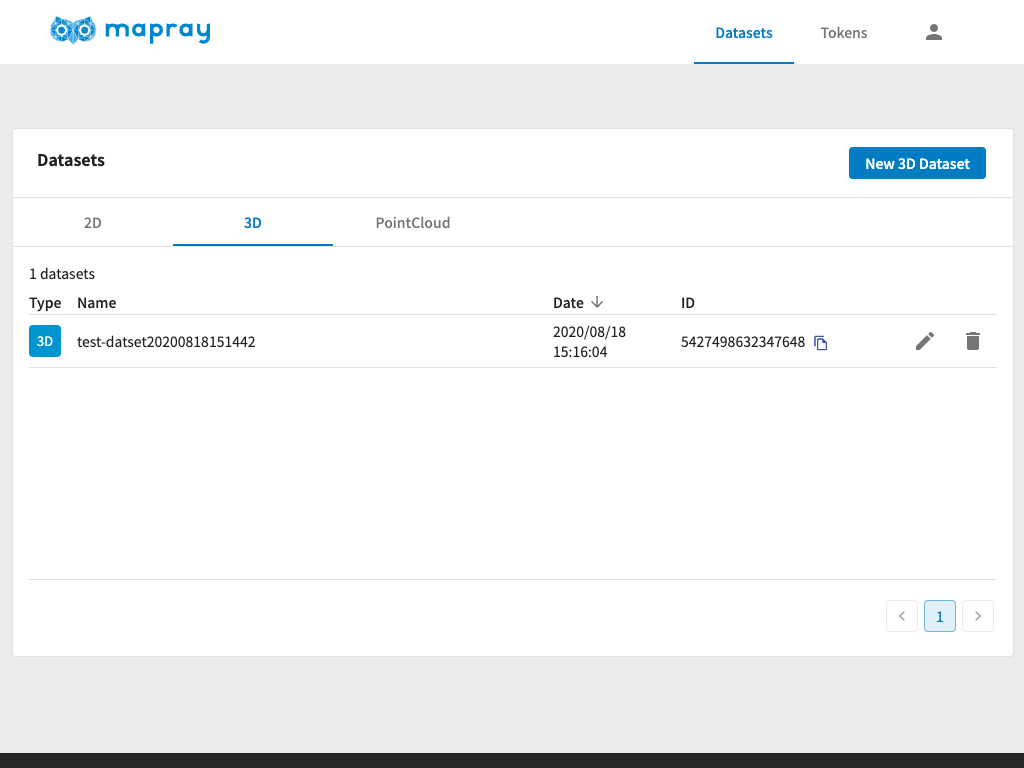 mapray
Datasets
Tokens
Datasets
New 3D Dataset
2D
3D
PointCloud
1 datasets
Type Name Date ID
3D test-datset20200818151442 2020/08/18 15:16:04 5427498632347648
1